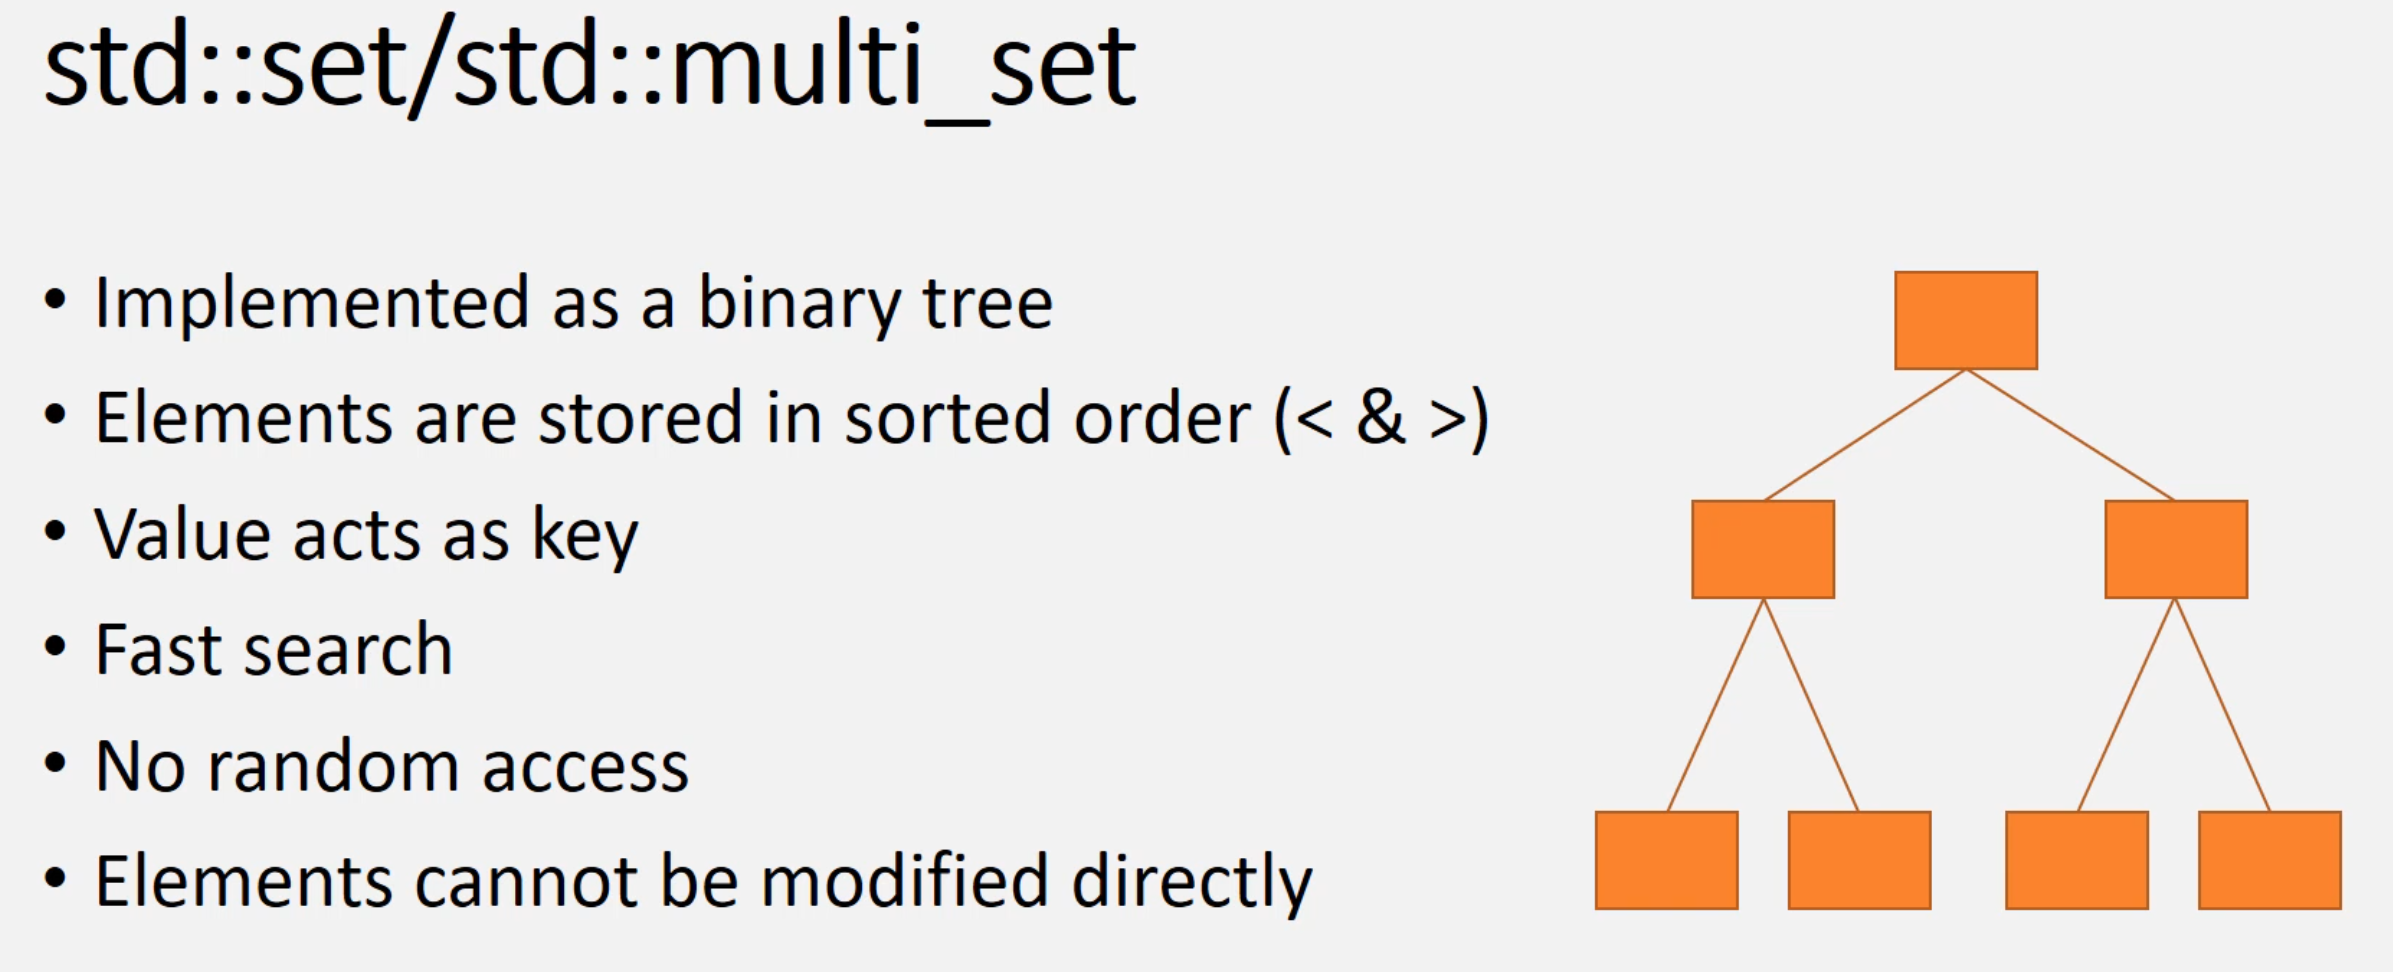 std::set/std::multi_set
• Implemented as a binary tree
• Elements are stored in sorted order (< & >)
• Value acts as key
• Fast search
• No random access
• Elements cannot be modified directly